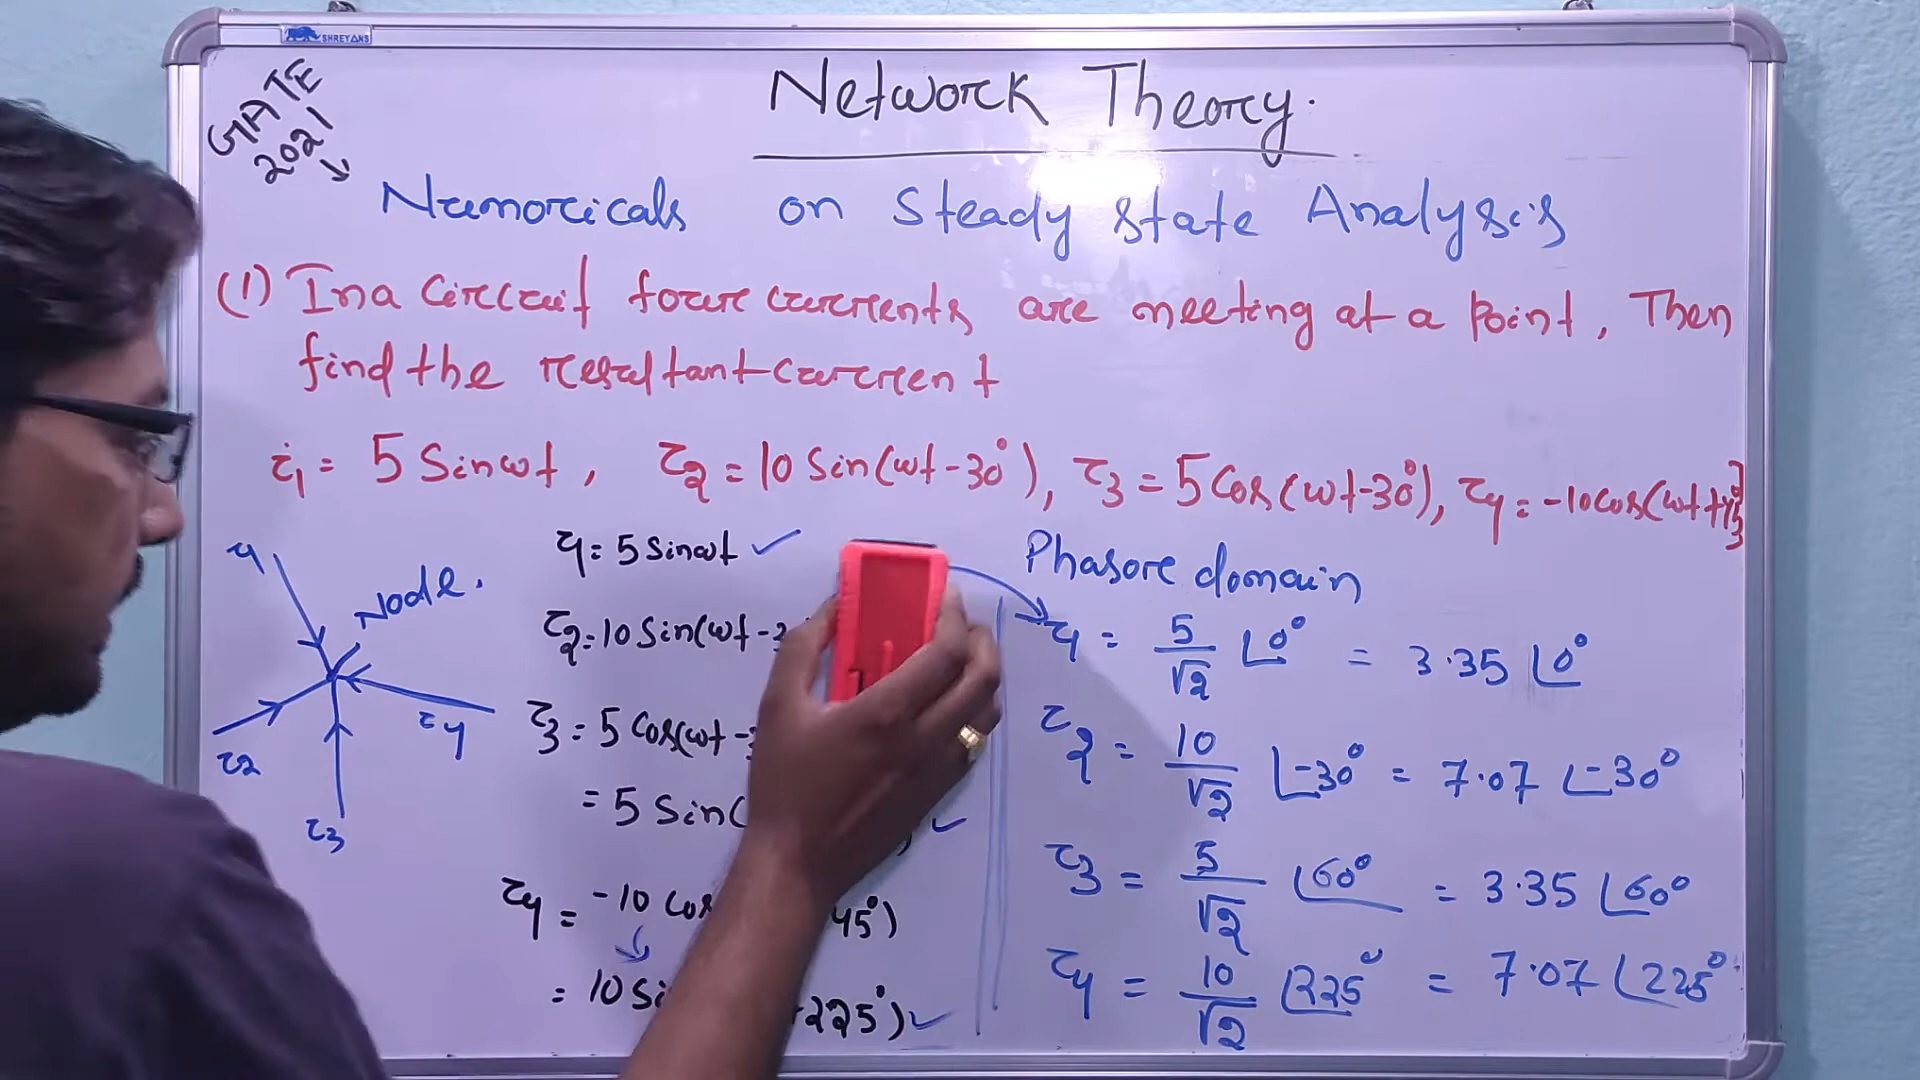 SHREYANS
GATE
2021
Network Theory.
Numericals on Steady state Analysis
(1) In a circuit four currents are meeting at a Point, Then
find the resultant current
i1 = 5 Sinωt, i2 = 10 Sin(ωt-30°), i3 = 5 Cos(ωt-30°), i4 = -10 cos(ωt+45°)
i1
Node.
i2
i3
i4
i1 = 5 sinωt ✓
i2 = 10 Sin(ωt-3
i3 = 5 Cos(ωt-3
= 5 Sin( ) ✓
i4 = -10 cos 45°)
= 10 Si +225°) ✓
Phasore domain
i1 = 5/√2 ∠0° = 3.35 ∠0°
i2 = 10/√2 ∠-30° = 7.07 ∠-30°
i3 = 5/√2 ∠60° = 3.35 ∠60°
i4 = 10/√2 ∠225° = 7.07 ∠225°